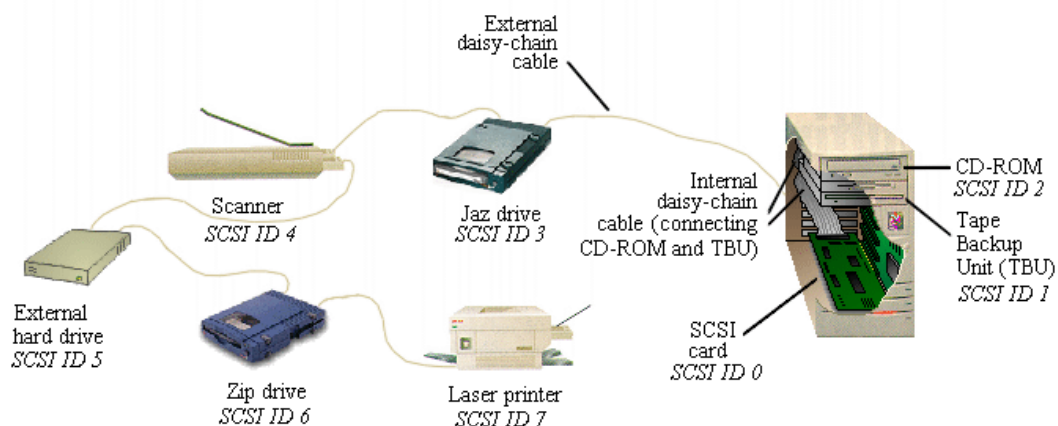 External
daisy-chain
cable
CD-ROM
SCSI ID 2
Scanner
SCSI ID 4
Jaz drive
SCSI ID 3
Internal
daisy-chain
cable (connecting
CD-ROM and TBU)
Tape
Backup
Unit (TBU)
SCSI ID 1
External
hard drive
SCSI ID 5
Zip drive
SCSI ID 6
Laser printer
SCSI ID 7
SCSI
card
SCSI ID 0